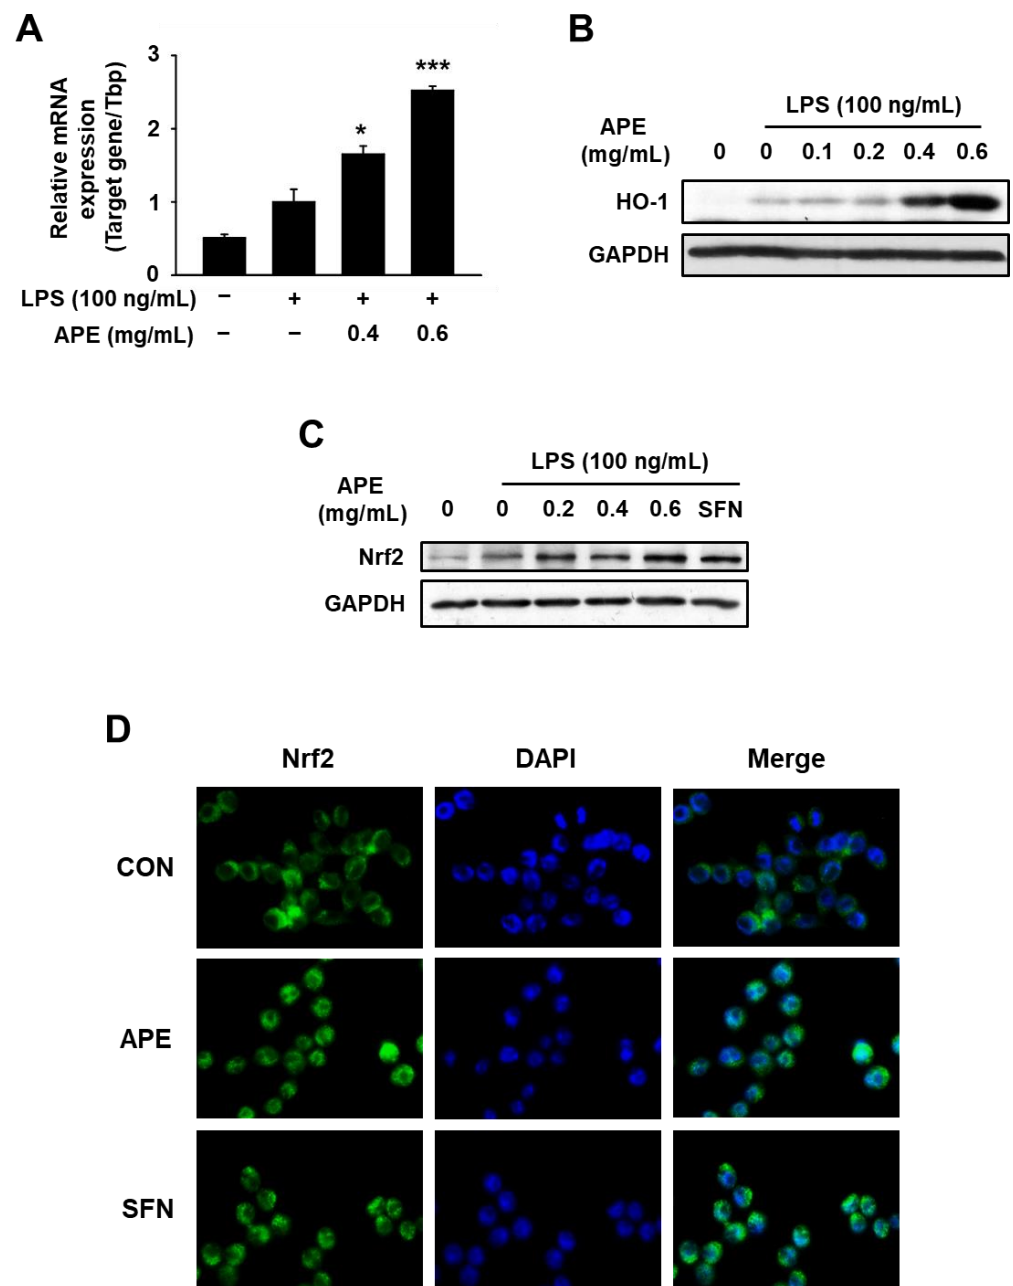 A
Relative mRNA
expression
(Target gene/Tbp)
3
2
1
0
*
***
LPS (100 ng/mL) − + + +
APE (mg/mL) − − 0.4 0.6
B
LPS (100 ng/mL)
APE
(mg/mL) 0 0 0.1 0.2 0.4 0.6
HO-1
GAPDH
C
LPS (100 ng/mL)
APE
(mg/mL) 0 0 0.2 0.4 0.6 SFN
Nrf2
GAPDH
D
Nrf2 DAPI Merge
CON
APE
SFN